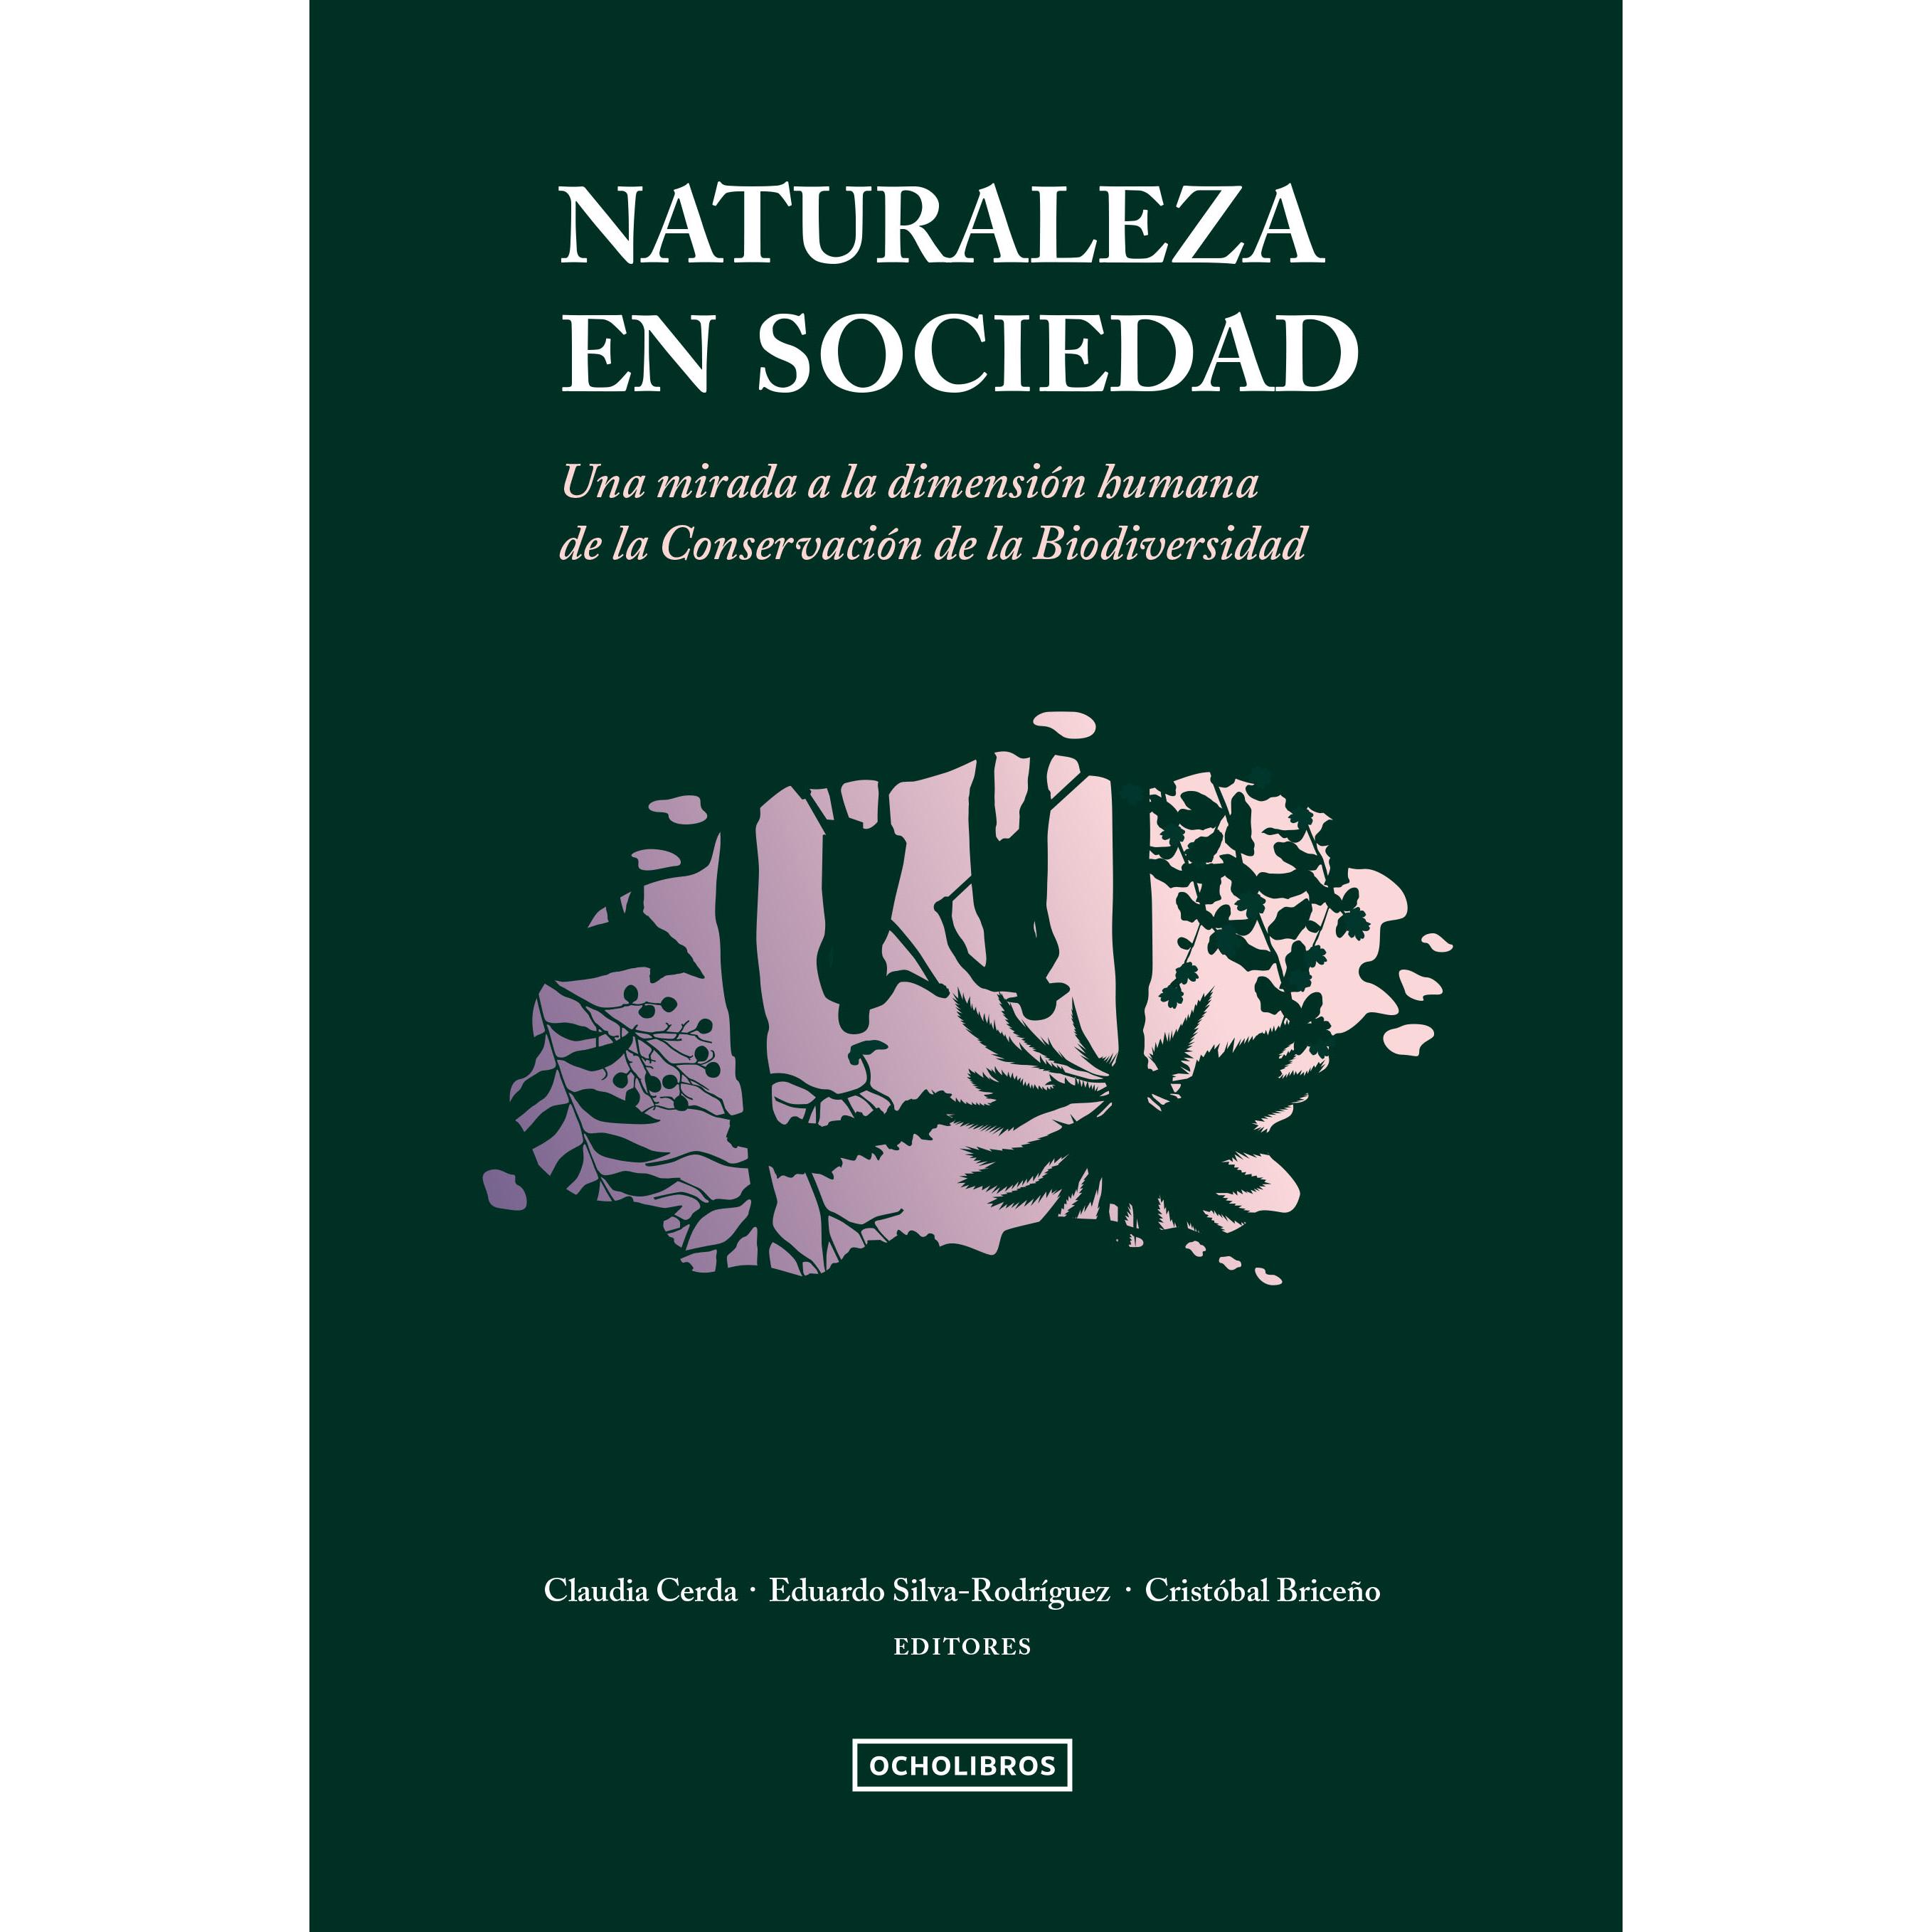 NATURALEZA
EN SOCIEDAD
Una mirada a la dimensión humana
de la Conservación de la Biodiversidad
Claudia Cerda · Eduardo Silva-Rodríguez · Cristóbal Briceño
EDITORES
OCHOLIBROS